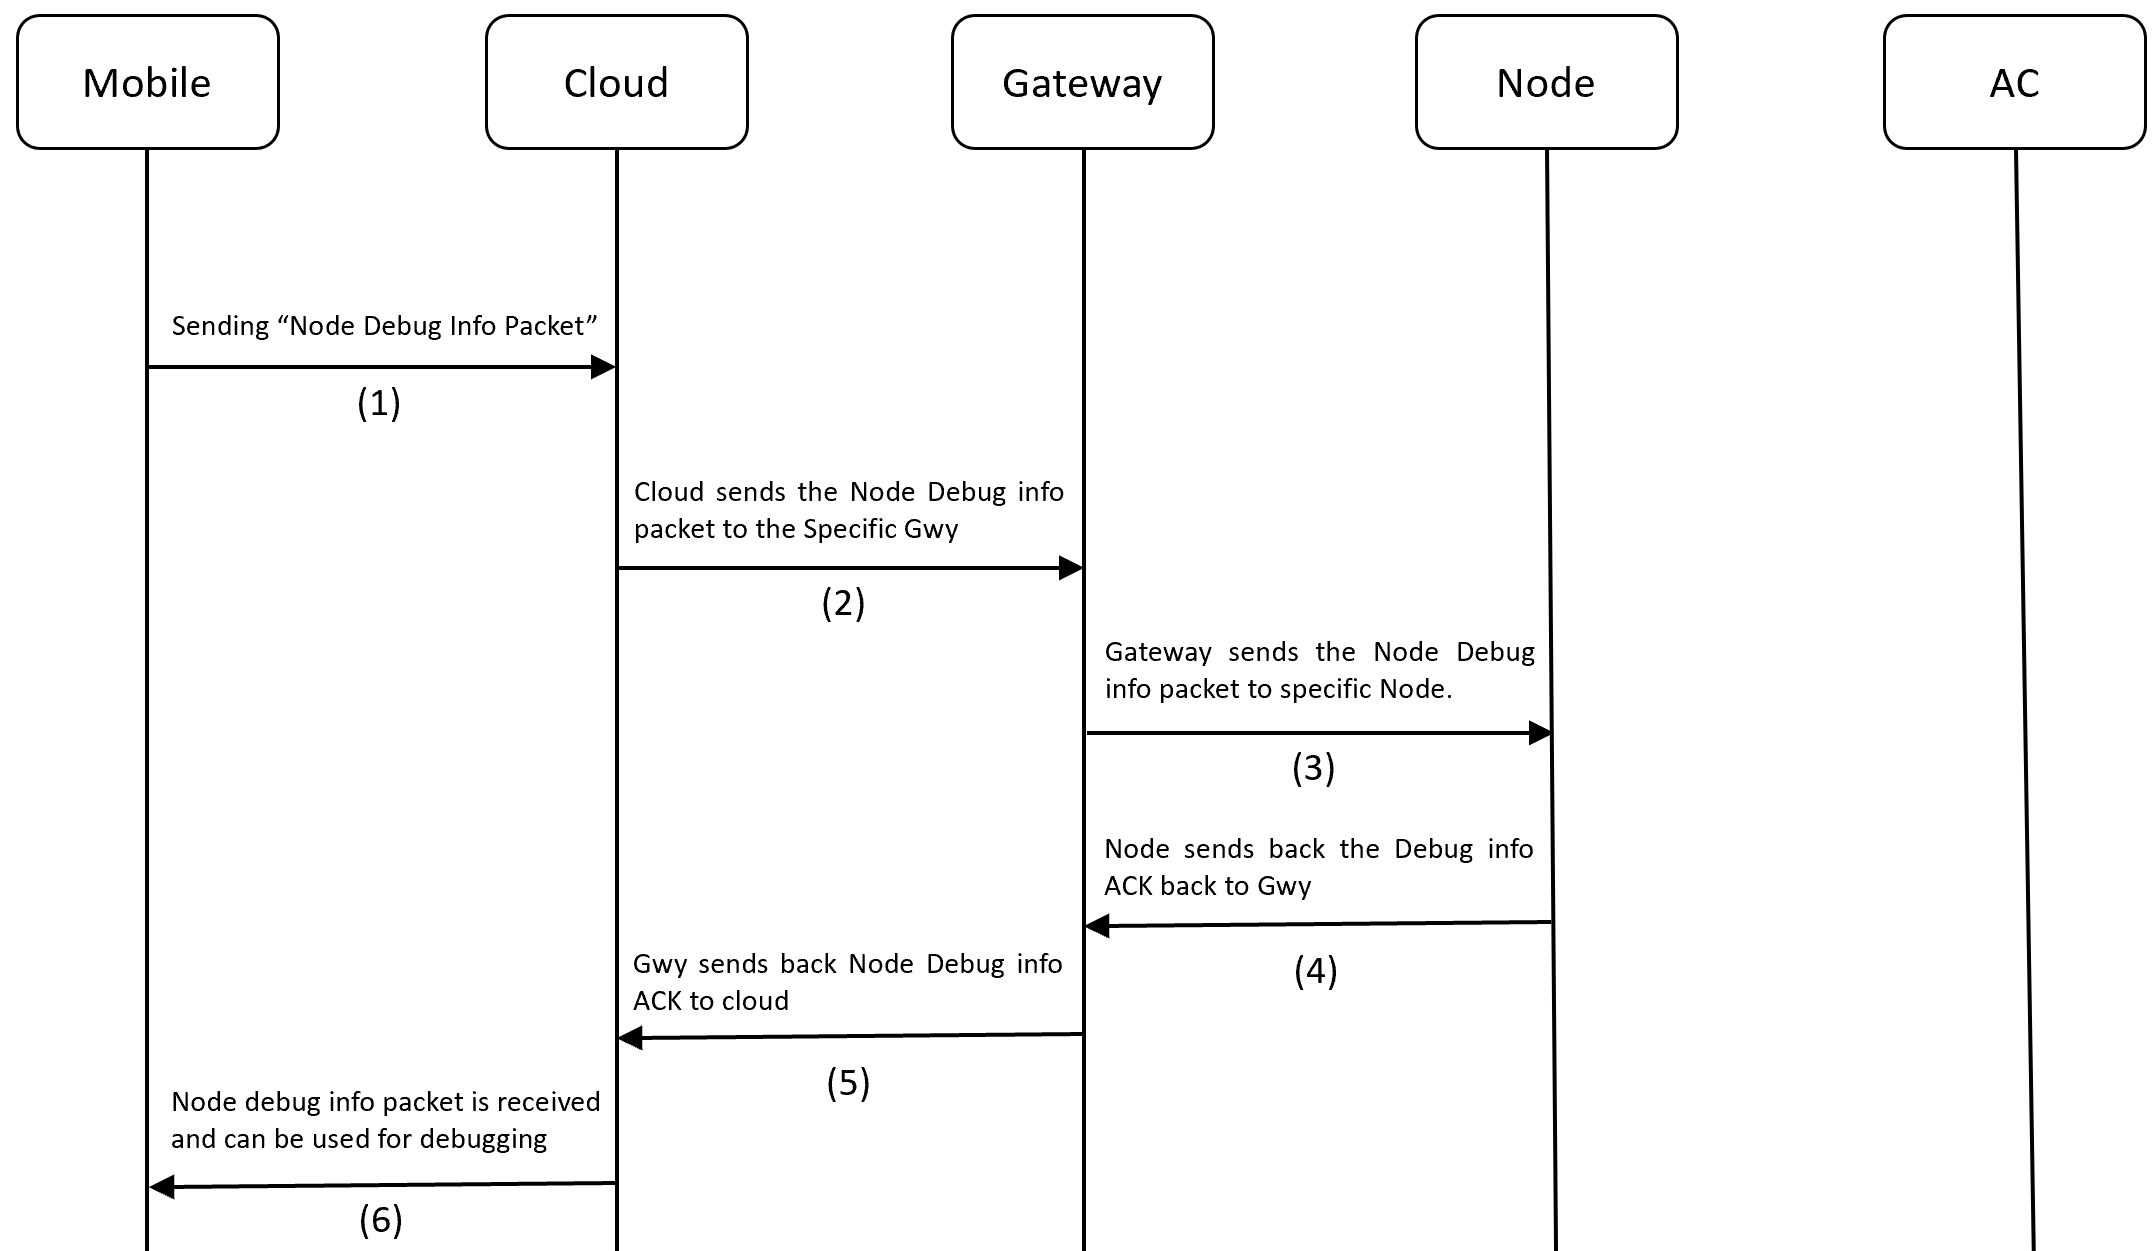 Mobile
Cloud
Gateway
Node
AC
Sending “Node Debug Info Packet”
(1)
Cloud sends the Node Debug info
packet to the Specific Gwy
(2)
Gateway sends the Node Debug
info packet to specific Node.
(3)
Node sends back the Debug info
ACK back to Gwy
(4)
Gwy sends back Node Debug info
ACK to cloud
(5)
Node debug info packet is received
and can be used for debugging
(6)